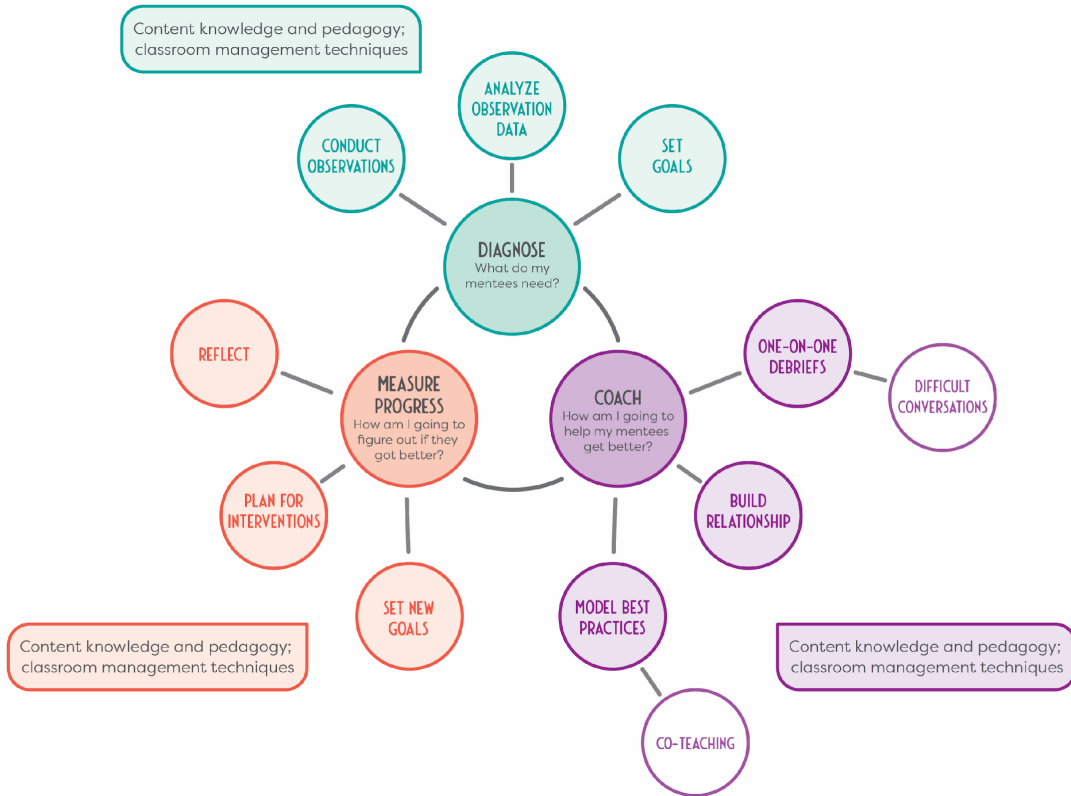 Content knowledge and pedagogy;
classroom management techniques
ANALYZE
OBSERVATION
DATA
CONDUCT
OBSERVATIONS
SET
GOALS
DIAGNOSE
What do my
mentees need?
REFLECT
MEASURE
PROGRESS
How am I going to
figure out if they
got better?
COACH
How am I going to
help my mentees
get better?
ONE-ON-ONE
DEBRIEFS
DIFFICULT
CONVERSATIONS
PLAN FOR
INTERVENTIONS
BUILD
RELATIONSHIP
SET NEW
GOALS
MODEL BEST
PRACTICES
Content knowledge and pedagogy;
classroom management techniques
Content knowledge and pedagogy;
classroom management techniques
CO-TEACHING